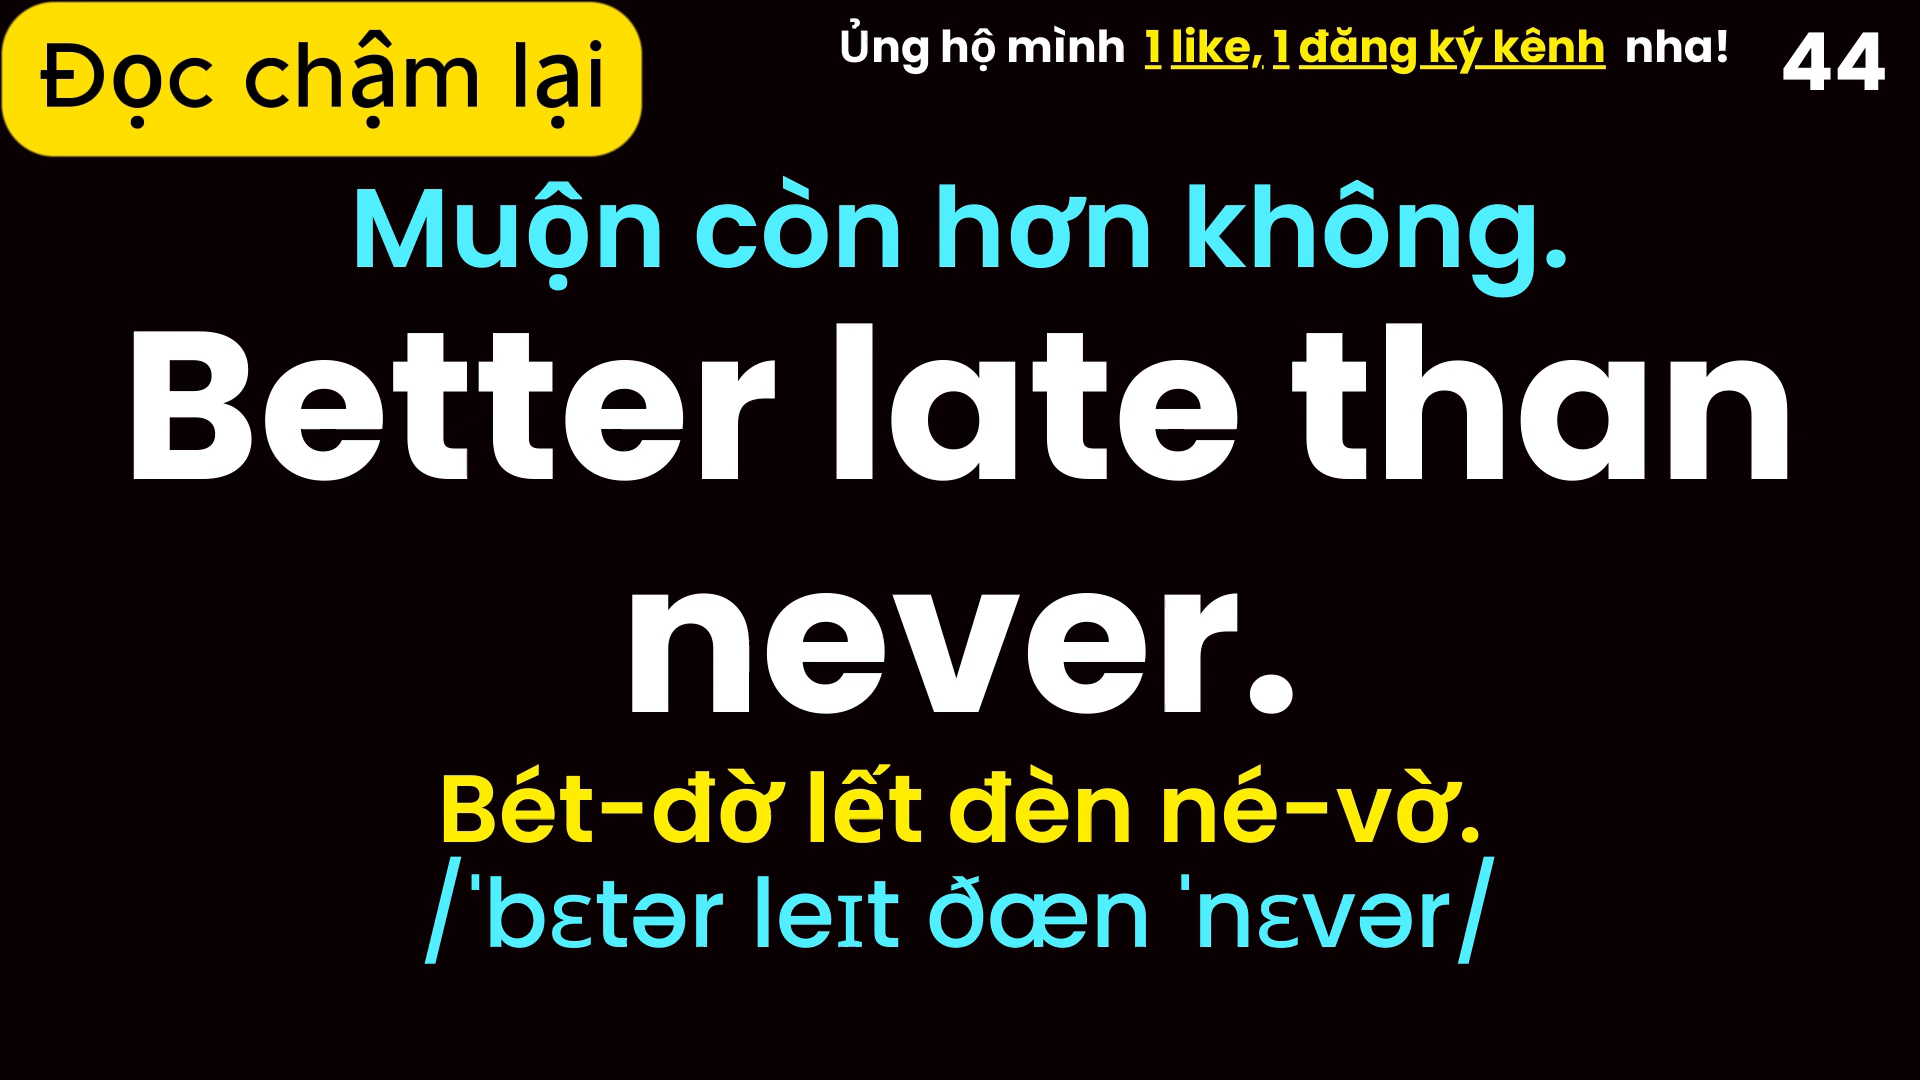 Đọc chậm lại
Ủng hộ mình 1 like, 1 đăng ký kênh nha!
44
Muộn còn hơn không.
Better late than
never.
Bét-đờ lết đèn né-vờ.
/ˈbɛtər leɪt ðæn ˈnɛvər/